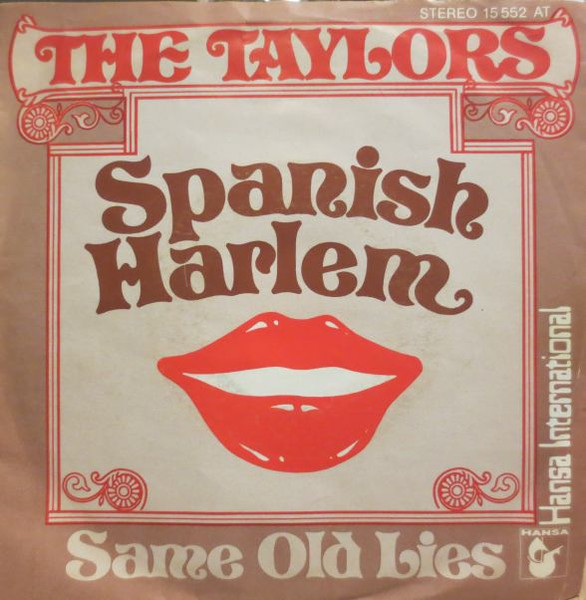 STEREO 15 552 AT
THE TAYLORS
Spanish
Harlem
Hansa International
HANSA
Same Old Lies